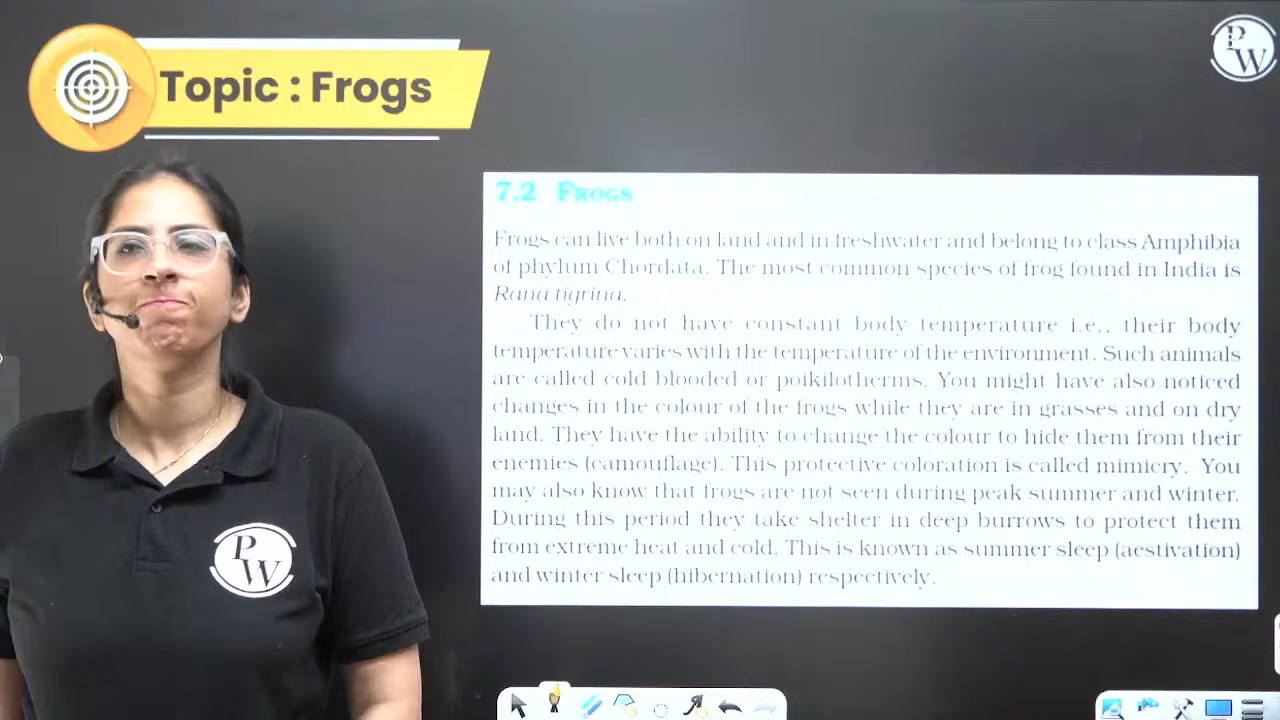 Topic : Frogs
PW
7.2 FROGS
Frogs can live both on land and in freshwater and belong to class Amphibia
of phylum Chordata. The most common species of frog found in India is
Rana tigrina.
They do not have constant body temperature i.e., their body
temperature varies with the temperature of the environment. Such animals
are called cold blooded or poikilotherms. You might have also noticed
changes in the colour of the frogs while they are in grasses and on dry
land. They have the ability to change the colour to hide them from their
enemies (camouflage). This protective coloration is called mimicry. You
may also know that frogs are not seen during peak summer and winter.
During this period they take shelter in deep burrows to protect them
from extreme heat and cold. This is known as summer sleep (aestivation)
and winter sleep (hibernation) respectively.
PW